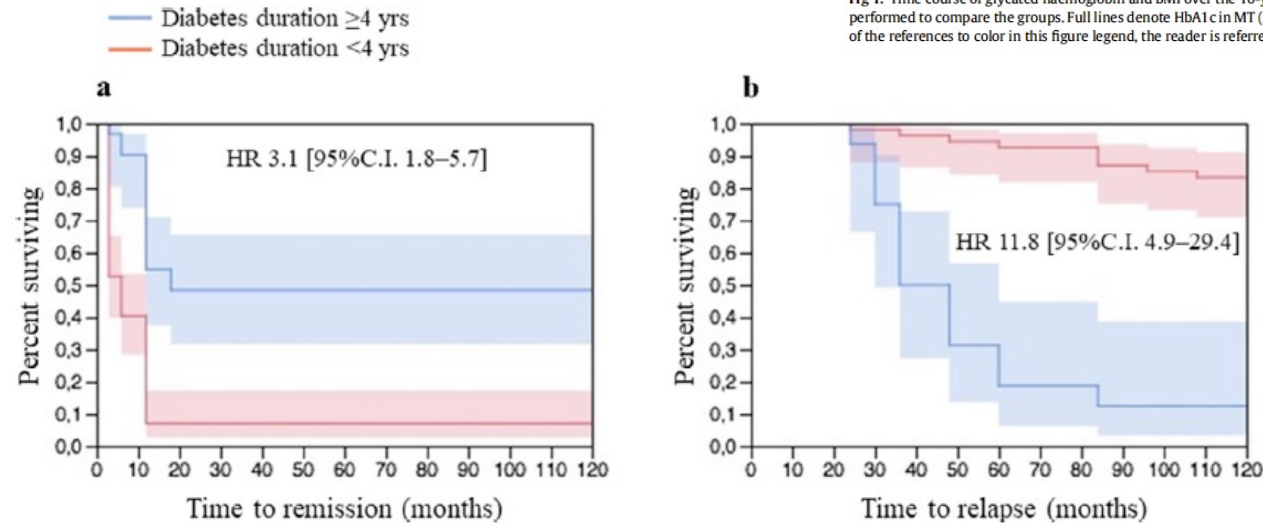 Diabetes duration ≥4 yrs
Diabetes duration <4 yrs
performed to compare the groups. Full lines denote HbA1c in MT (
of the references to color in this figure legend, the reader is referre
a
HR 3.1 [95%C.I. 1.8–5.7]
Percent surviving
1,0
0,9
0,8
0,7
0,6
0,5
0,4
0,3
0,2
0,1
0,0
0 10 20 30 40 50 60 70 80 90 100 110 120
Time to remission (months)
b
HR 11.8 [95%C.I. 4.9–29.4]
Percent surviving
1,0
0,9
0,8
0,7
0,6
0,5
0,4
0,3
0,2
0,1
0,0
0 10 20 30 40 50 60 70 80 90 100 110 120
Time to relapse (months)